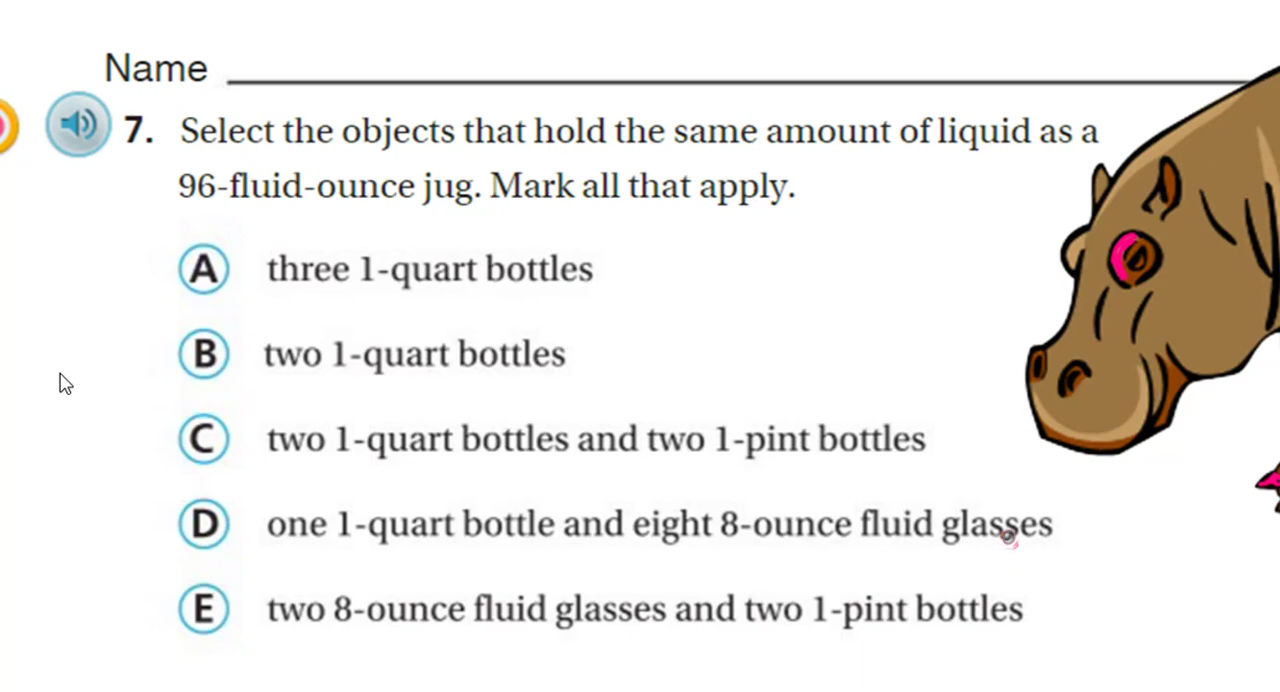 Name
7. Select the objects that hold the same amount of liquid as a
96-fluid-ounce jug. Mark all that apply.
A three 1-quart bottles
B two 1-quart bottles
C two 1-quart bottles and two 1-pint bottles
D one 1-quart bottle and eight 8-ounce fluid glasses
E two 8-ounce fluid glasses and two 1-pint bottles